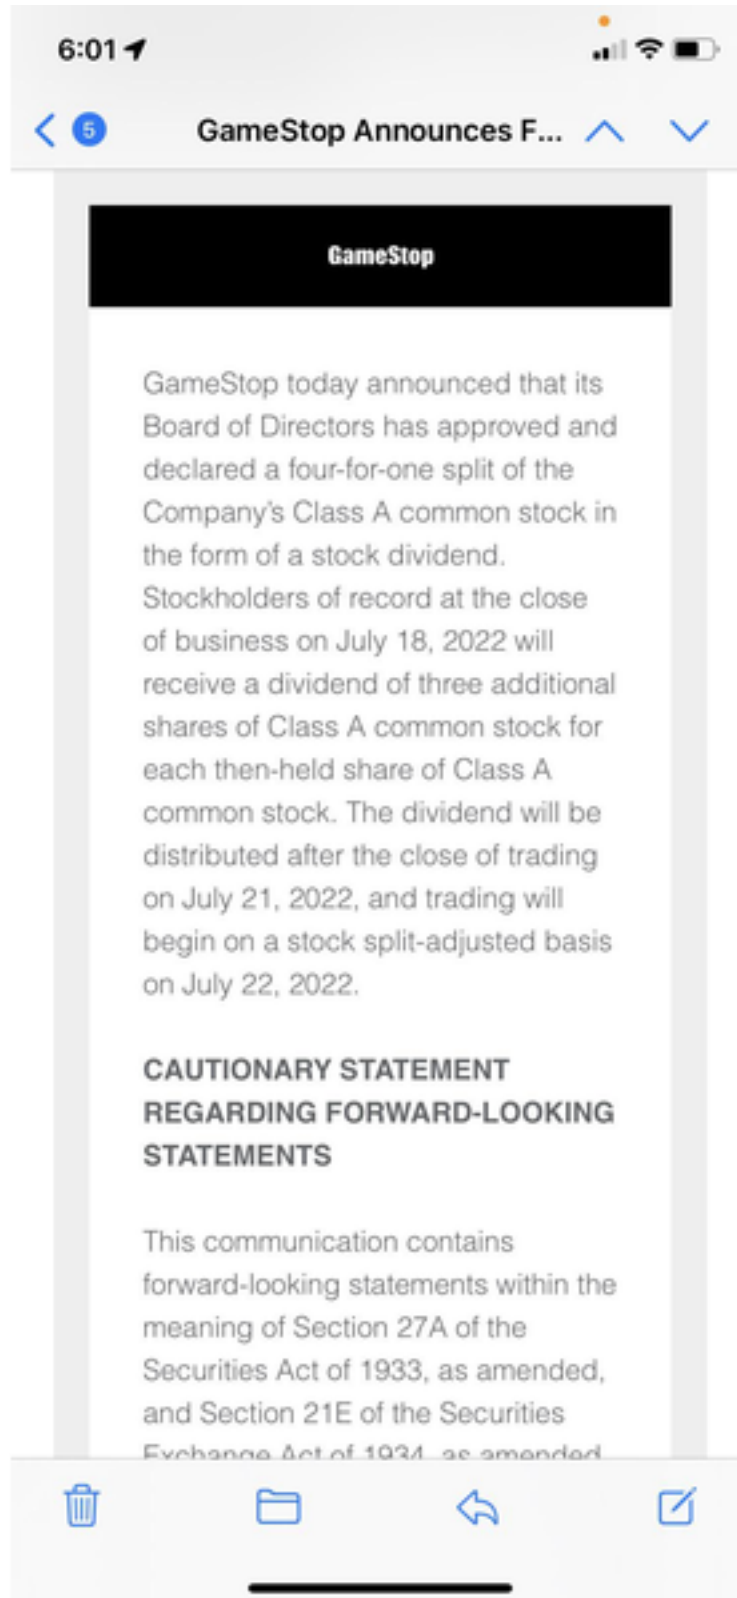 6:01
5
GameStop Announces F...
GameStop
GameStop today announced that its
Board of Directors has approved and
declared a four-for-one split of the
Company's Class A common stock in
the form of a stock dividend.
Stockholders of record at the close
of business on July 18, 2022 will
receive a dividend of three additional
shares of Class A common stock for
each then-held share of Class A
common stock. The dividend will be
distributed after the close of trading
on July 21, 2022, and trading will
begin on a stock split-adjusted basis
on July 22, 2022.
CAUTIONARY STATEMENT
REGARDING FORWARD-LOOKING
STATEMENTS
This communication contains
forward-looking statements within the
meaning of Section 27A of the
Securities Act of 1933, as amended,
and Section 21E of the Securities
Exchange Act of 1934, as amended